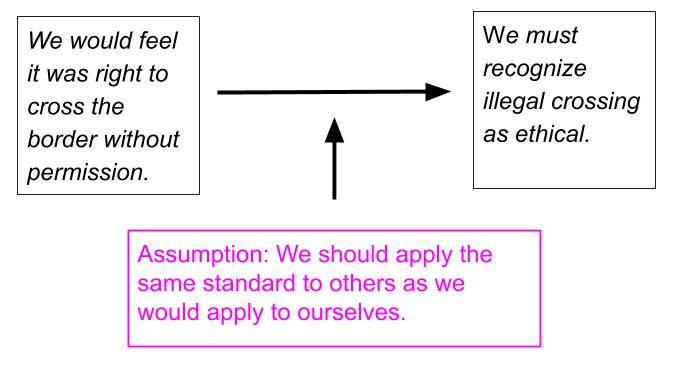 We would feel
it was right to
cross the
border without
permission.
We must
recognize
illegal crossing
as ethical.
Assumption: We should apply the
same standard to others as we
would apply to ourselves.